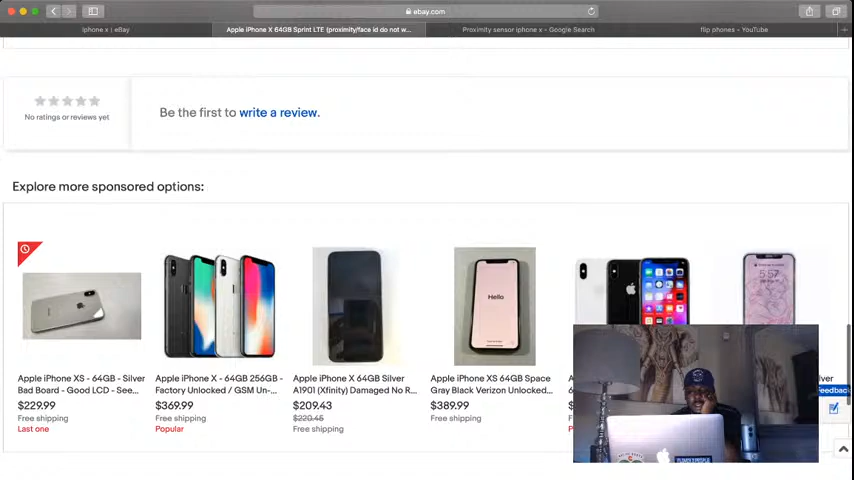 ebay.com
iphone x | eBay
Apple iPhone X 64GB Sprint LTE (proximity/face id do not w...
Proximity sensor iphone x - Google Search
flip phones - YouTube
No ratings or reviews yet
Be the first to write a review.
Explore more sponsored options:
Hello
5:57
Apple iPhone XS - 64GB - Silver
Bad Board - Good LCD - See...
$229.99
Free shipping
Last one
Apple iPhone X - 64GB 256GB -
Factory Unlocked / GSM Un-...
$369.99
Free shipping
Popular
Apple iPhone X 64GB Silver
A1901 (Xfinity) Damaged No R...
$209.43
$220.45
Free shipping
Apple iPhone XS 64GB Space
Gray Black Verizon Unlocked...
$389.99
Free shipping
Feedback